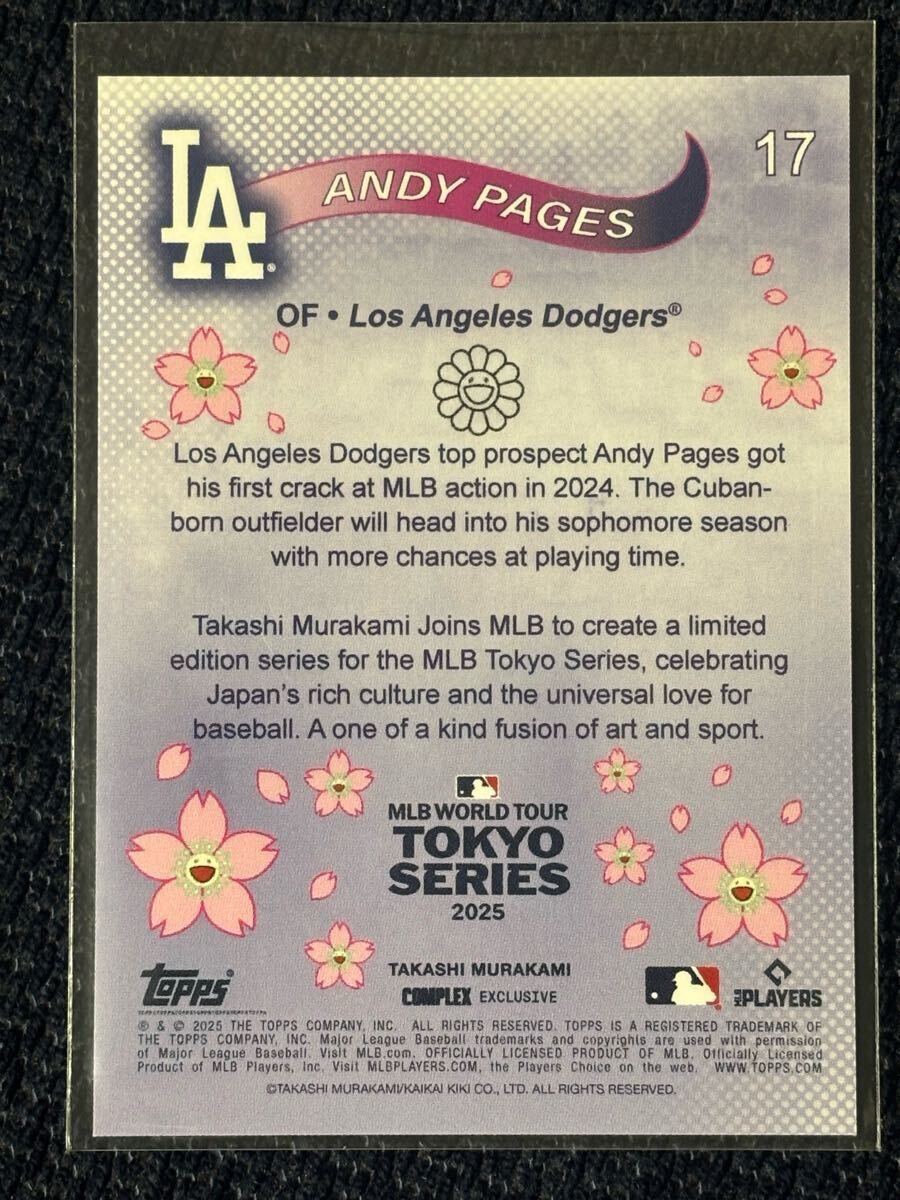 LA®
ANDY PAGES
17
OF • Los Angeles Dodgers®
Los Angeles Dodgers top prospect Andy Pages got
his first crack at MLB action in 2024. The Cuban-
born outfielder will head into his sophomore season
with more chances at playing time.
Takashi Murakami Joins MLB to create a limited
edition series for the MLB Tokyo Series, celebrating
Japan's rich culture and the universal love for
baseball. A one of a kind fusion of art and sport.
MLB WORLD TOUR
TOKYO
SERIES
2025
TAKASHI MURAKAMI
COMPLEX EXCLUSIVE
Topps®
MLB PLAYERS
® & © 2025 THE TOPPS COMPANY, INC. ALL RIGHTS RESERVED. TOPPS IS A REGISTERED TRADEMARK OF
THE TOPPS COMPANY, INC. Major League Baseball trademarks and copyrights are used with permission
of Major League Baseball. Visit MLB.com. OFFICIALLY LICENSED PRODUCT OF MLB. Officially Licensed
Product of MLB Players, Inc. Visit MLBPLAYERS.COM, the Players Choice on the web. WWW.TOPPS.COM
©TAKASHI MURAKAMI/KAIKAI KIKI CO., LTD. ALL RIGHTS RESERVED.